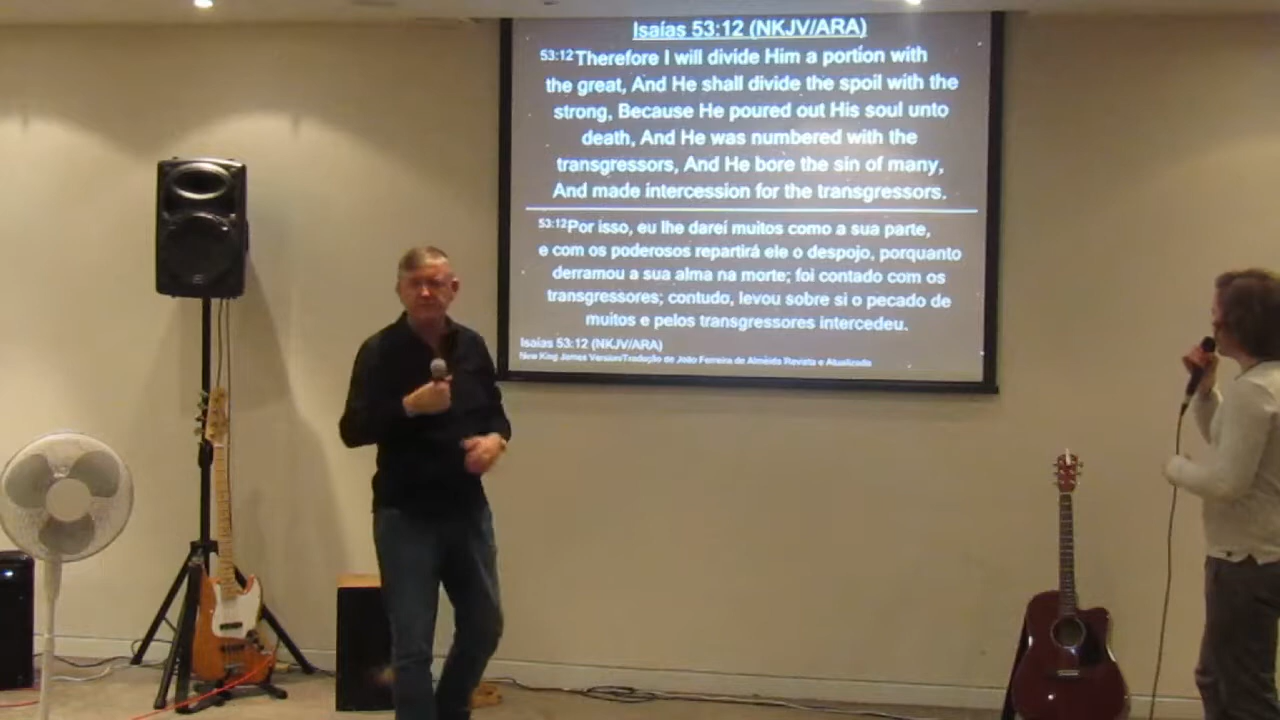 Isaías 53:12 (NKJV/ARA)
53:12 Therefore I will divide Him a portion with
the great, And He shall divide the spoil with the
strong, Because He poured out His soul unto
death, And He was numbered with the
transgressors, And He bore the sin of many,
And made intercession for the transgressors.
53:12 Por isso, eu lhe darei muitos como a sua parte,
e com os poderosos repartirá ele o despojo, porquanto
derramou a sua alma na morte; foi contado com os
transgressores; contudo, levou sobre si o pecado de
muitos e pelos transgressores intercedeu.
Isaías 53:12 (NKJV/ARA)
New King James Version/Tradução de João Ferreira de Almeida Revista e Atualizada